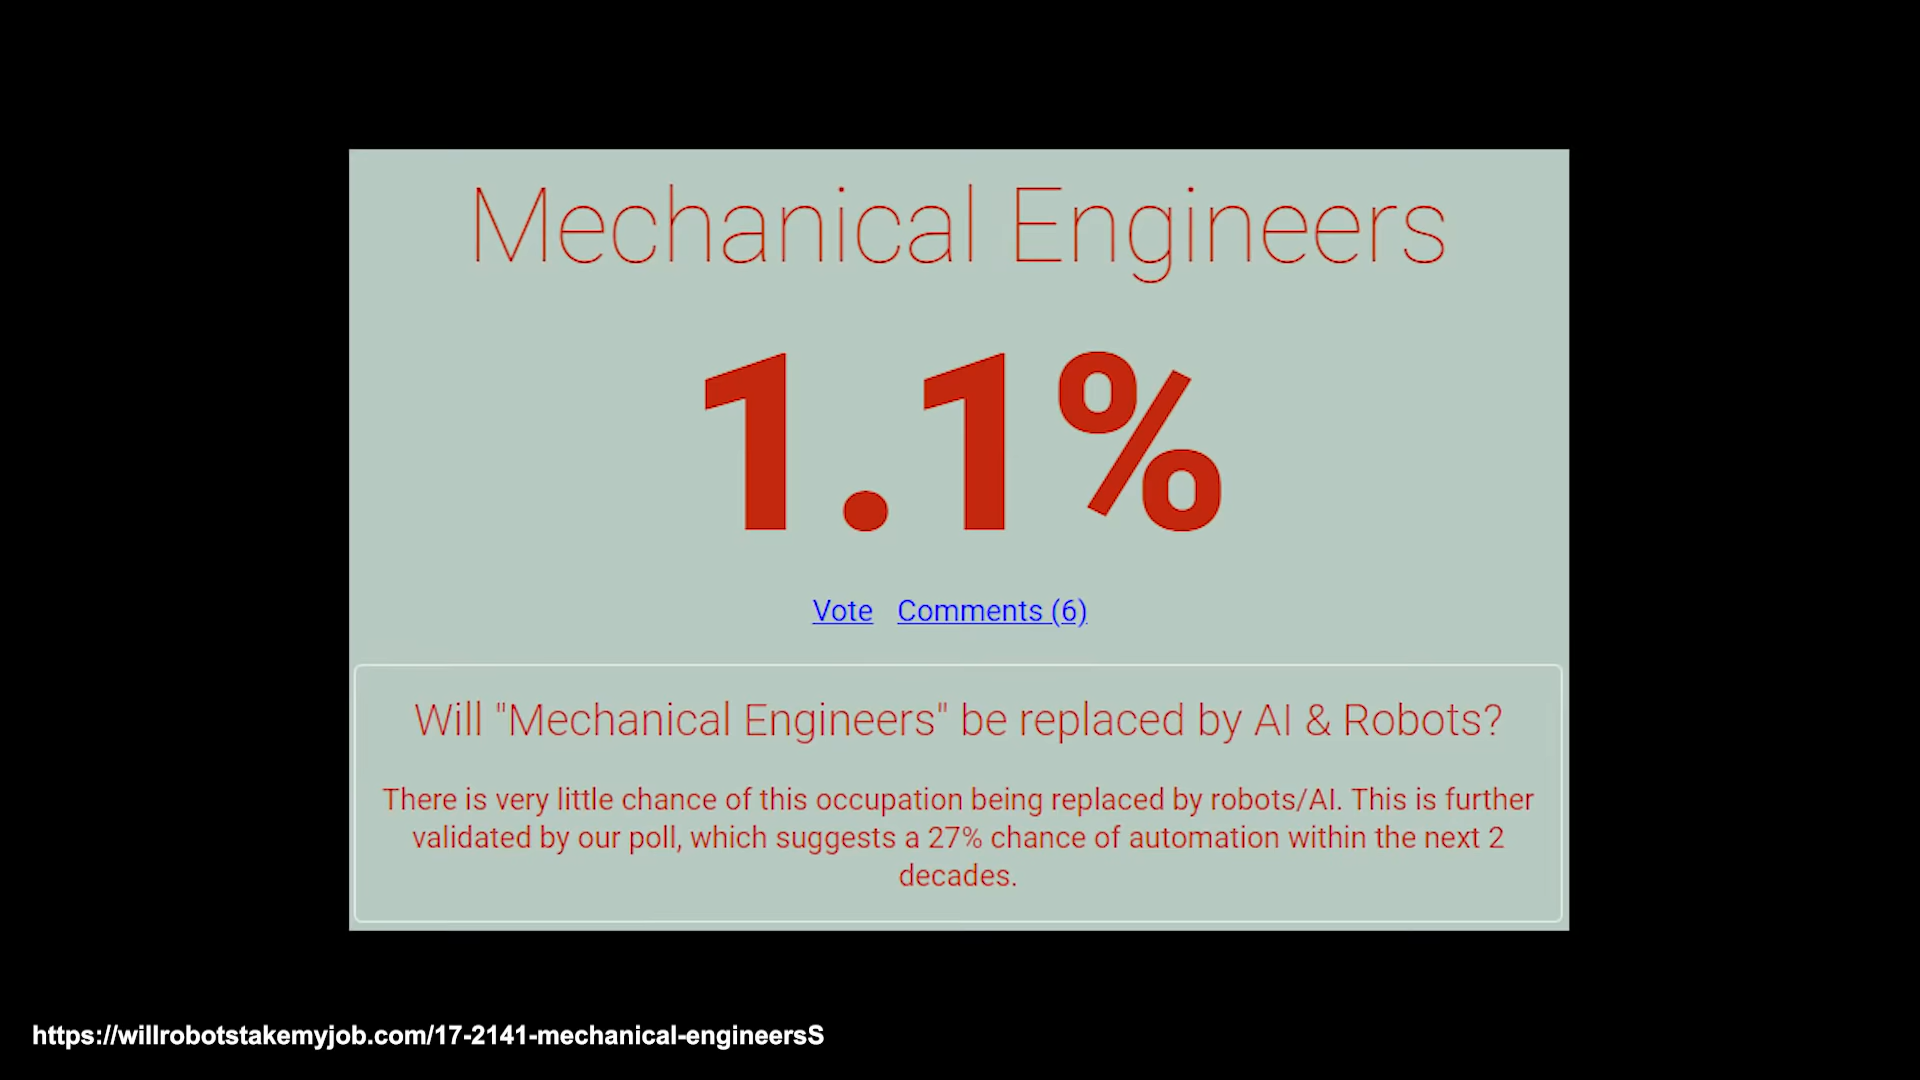 Mechanical Engineers
1.1%
Vote Comments (6)
Will "Mechanical Engineers" be replaced by AI & Robots?
There is very little chance of this occupation being replaced by robots/AI. This is further
validated by our poll, which suggests a 27% chance of automation within the next 2
decades.
https://willrobotstakemyjob.com/17-2141-mechanical-engineersS